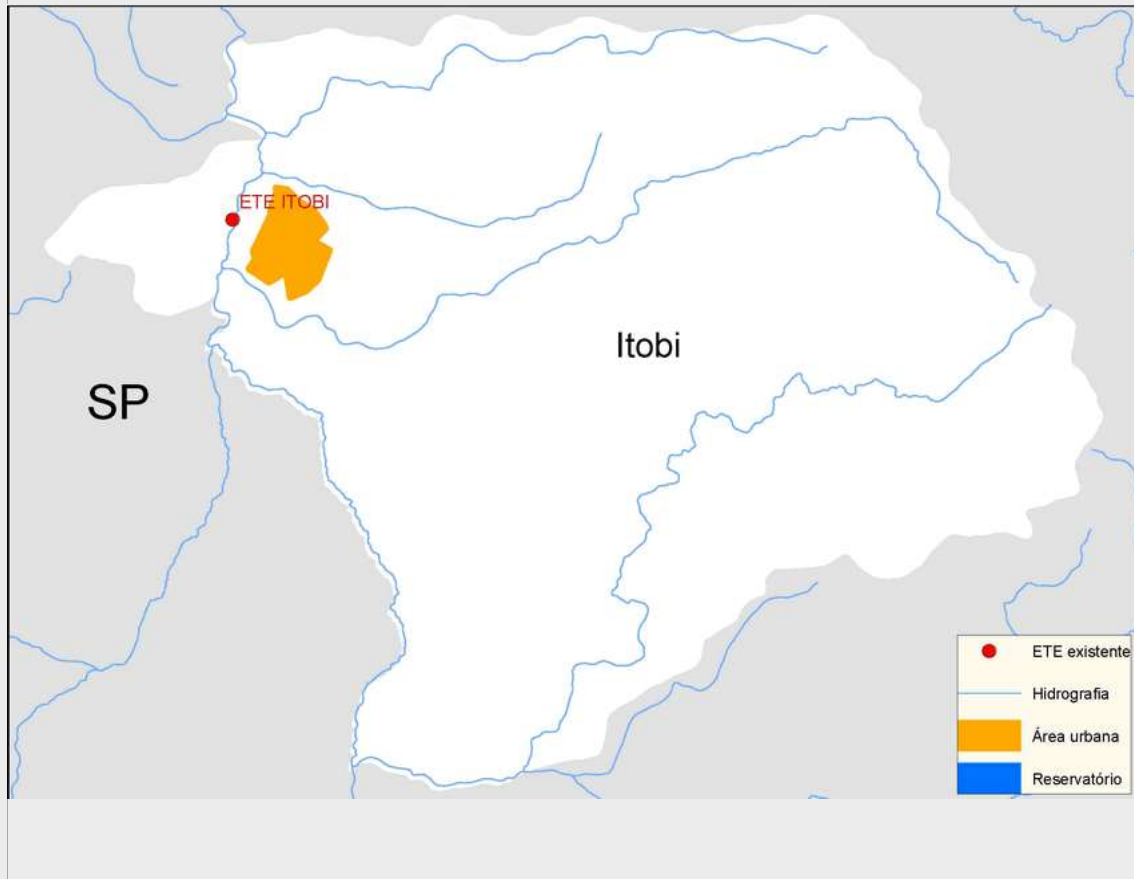 ETE ITOBI
Itobi
SP
ETE existente
Hidrografia
Área urbana
Reservatório